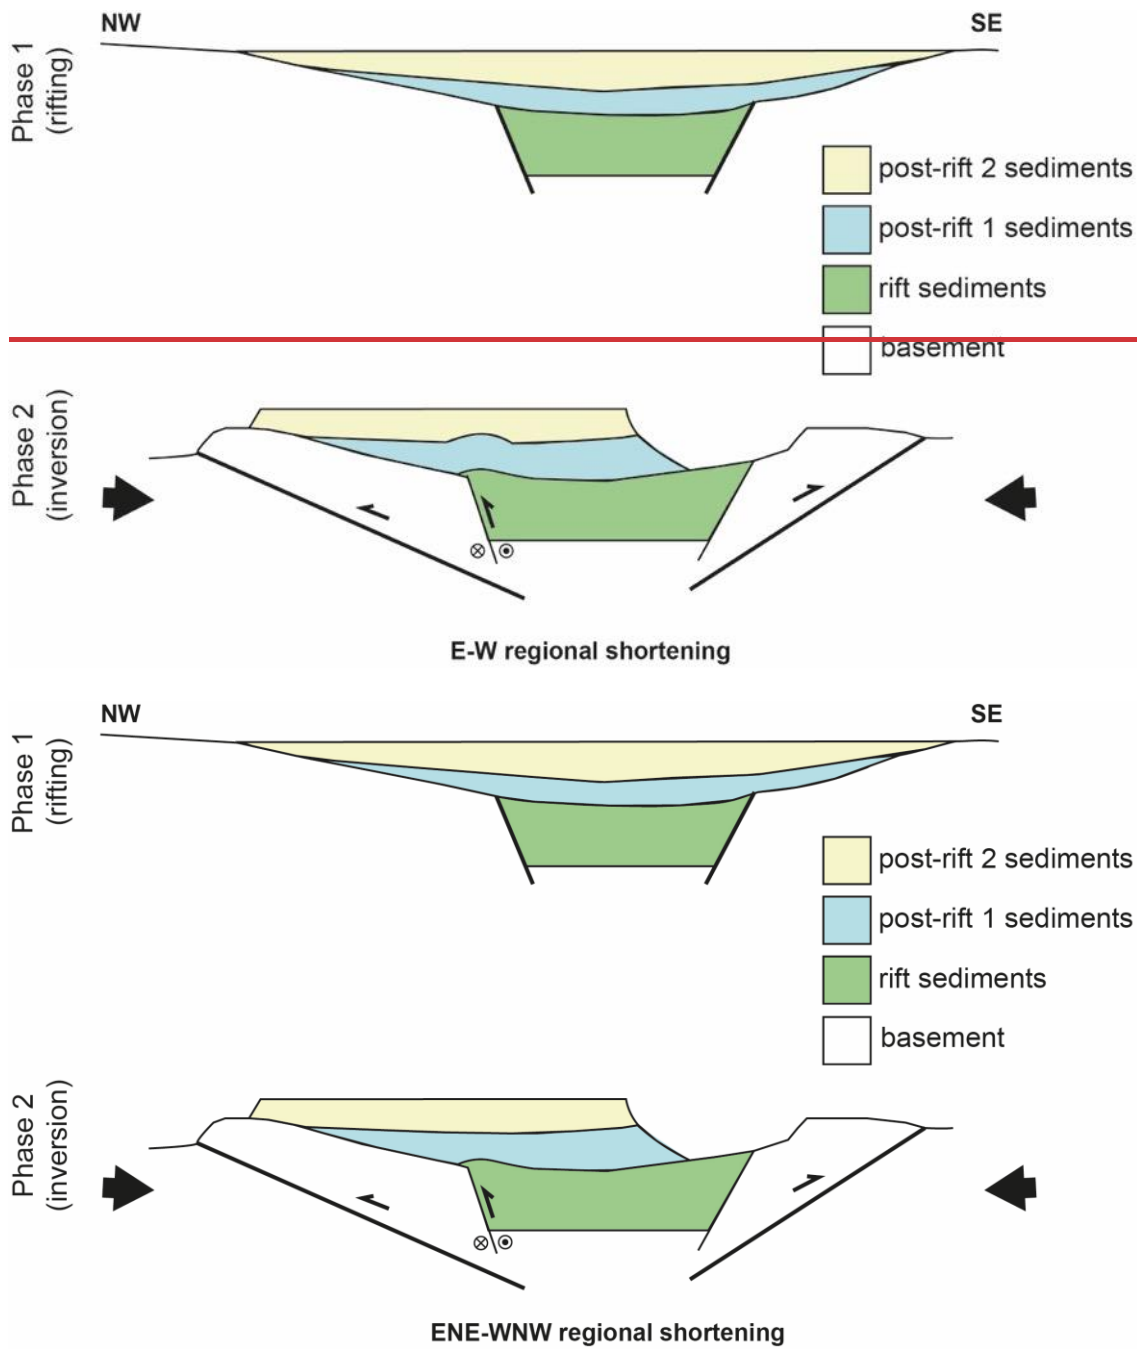 NW
SE
Phase 1
(rifting)
post-rift 2 sediments
post-rift 1 sediments
rift sediments
basement
Phase 2
(inversion)
E-W regional shortening
NW
SE
Phase 1
(rifting)
post-rift 2 sediments
post-rift 1 sediments
rift sediments
basement
Phase 2
(inversion)
ENE-WNW regional shortening